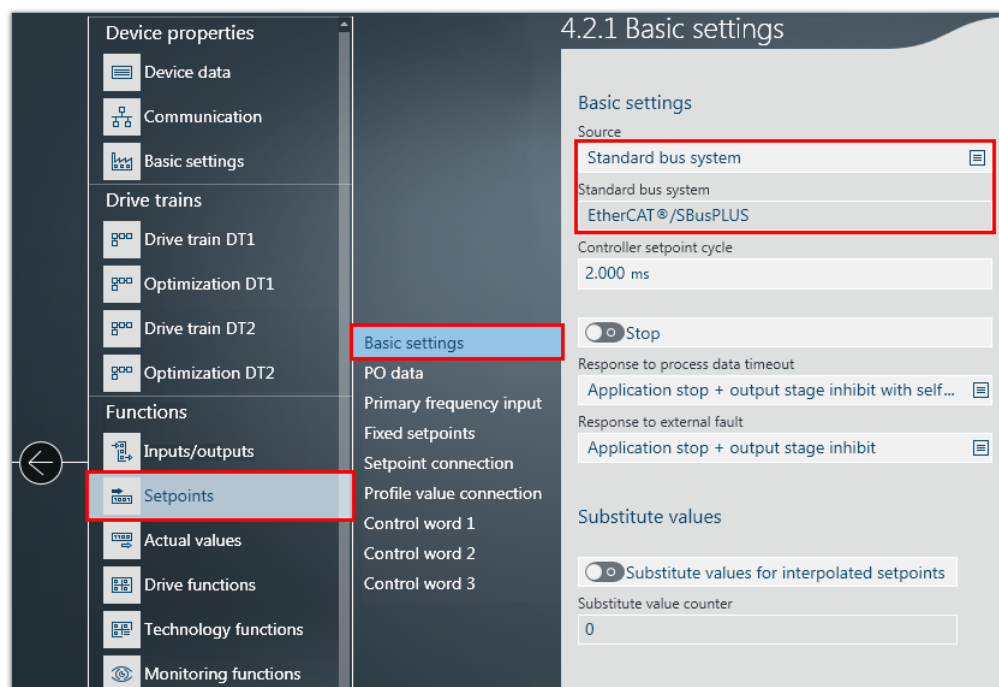 Device properties
Device data
Communication
Basic settings
Drive trains
Drive train DT1
Optimization DT1
Drive train DT2
Optimization DT2
Functions
Inputs/outputs
Setpoints
Actual values
Drive functions
Technology functions
Monitoring functions
Basic settings
PO data
Primary frequency input
Fixed setpoints
Setpoint connection
Profile value connection
Control word 1
Control word 2
Control word 3
4.2.1 Basic settings
Basic settings
Source
Standard bus system
Standard bus system
EtherCAT®/SBusPLUS
Controller setpoint cycle
2.000 ms
Stop
Response to process data timeout
Application stop + output stage inhibit with self...
Response to external fault
Application stop + output stage inhibit
Substitute values
Substitute values for interpolated setpoints
Substitute value counter
0